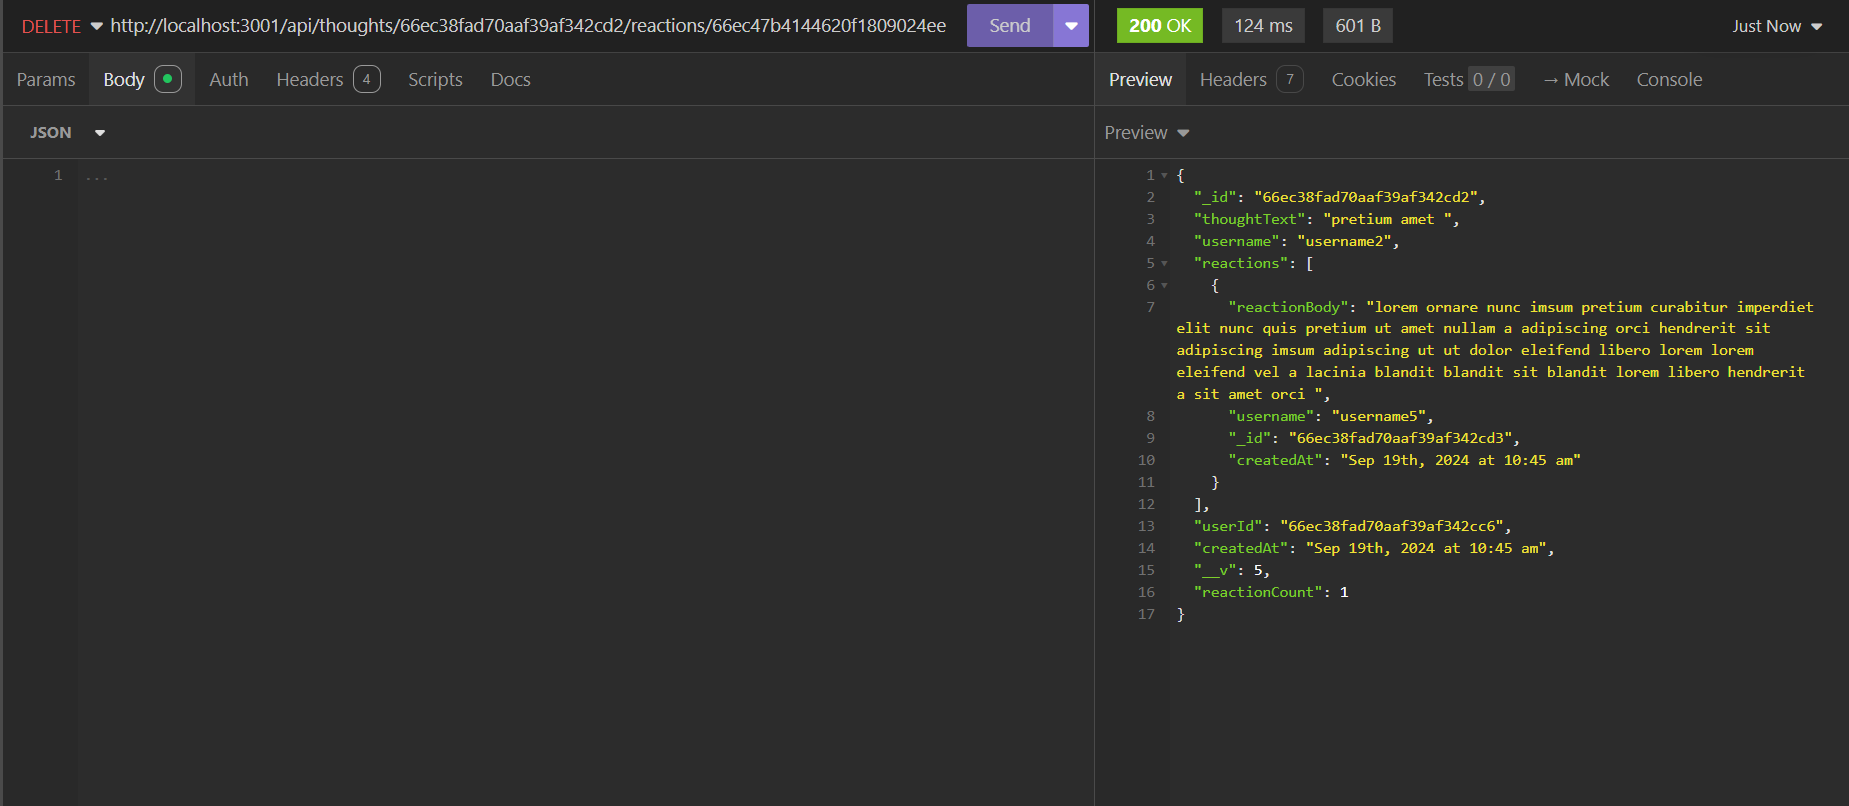 DELETE http://localhost:3001/api/thoughts/66ec38fad70aaf39af342cd2/reactions/66ec47b4144620f1809024ee Send
200 OK 124 ms 601 B Just Now
Params Body Auth Headers 4 Scripts Docs
Preview Headers 7 Cookies Tests 0 / 0 → Mock Console
JSON
Preview
1 ...
1 {
2 "_id": "66ec38fad70aaf39af342cd2",
3 "thoughtText": "pretium amet ",
4 "username": "username2",
5 "reactions": [
6 {
7 "reactionBody": "lorem ornare nunc imsum pretium curabitur imperdiet
elit nunc quis pretium ut amet nullam a adipiscing orci hendrerit sit
adipiscing imsum adipiscing ut ut dolor eleifend libero lorem lorem
eleifend vel a lacinia blandit blandit sit blandit lorem libero hendrerit
a sit amet orci ",
8 "username": "username5",
9 "_id": "66ec38fad70aaf39af342cd3",
10 "createdAt": "Sep 19th, 2024 at 10:45 am"
11 }
12 ],
13 "userId": "66ec38fad70aaf39af342cc6",
14 "createdAt": "Sep 19th, 2024 at 10:45 am",
15 "__v": 5,
16 "reactionCount": 1
17 }